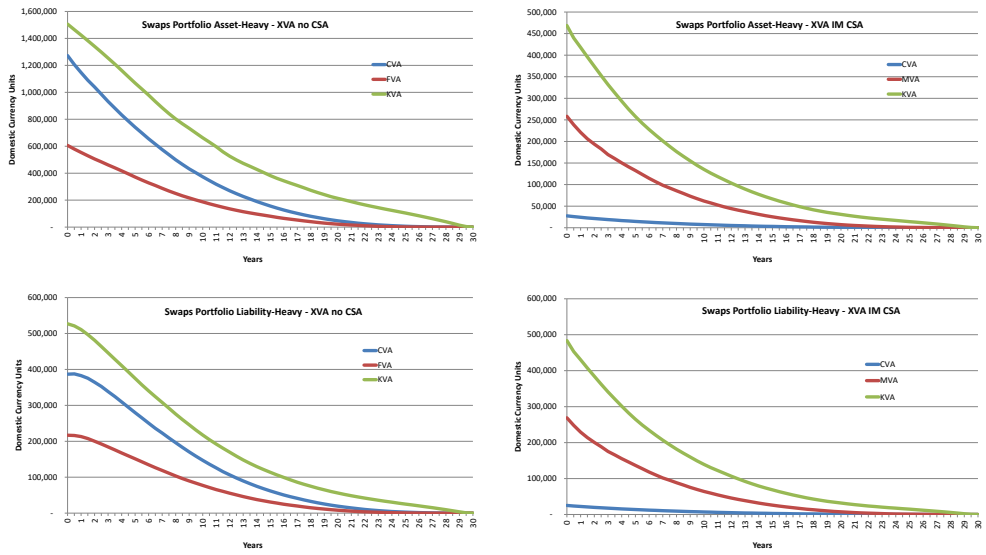 Swaps Portfolio Asset-Heavy - XVA no CSA
Domestic Currency Units
1,600,000
1,400,000
1,200,000
1,000,000
800,000
600,000
400,000
200,000
-
CVA
FVA
KVA
0 1 2 3 4 5 6 7 8 9 10 11 12 13 14 15 16 17 18 19 20 21 22 23 24 25 26 27 28 29 30
Years
Swaps Portfolio Asset-Heavy - XVA IM CSA
Domestic Currency Units
500,000
450,000
400,000
350,000
300,000
250,000
200,000
150,000
100,000
50,000
-
CVA
MVA
KVA
0 1 2 3 4 5 6 7 8 9 10 11 12 13 14 15 16 17 18 19 20 21 22 23 24 25 26 27 28 29 30
Years
Swaps Portfolio Liability-Heavy - XVA no CSA
Domestic Currency Units
600,000
500,000
400,000
300,000
200,000
100,000
-
CVA
FVA
KVA
0 1 2 3 4 5 6 7 8 9 10 11 12 13 14 15 16 17 18 19 20 21 22 23 24 25 26 27 28 29 30
Years
Swaps Portfolio Liability-Heavy - XVA IM CSA
Domestic Currency Units
600,000
500,000
400,000
300,000
200,000
100,000
-
CVA
MVA
KVA
0 1 2 3 4 5 6 7 8 9 10 11 12 13 14 15 16 17 18 19 20 21 22 23 24 25 26 27 28 29 30
Years